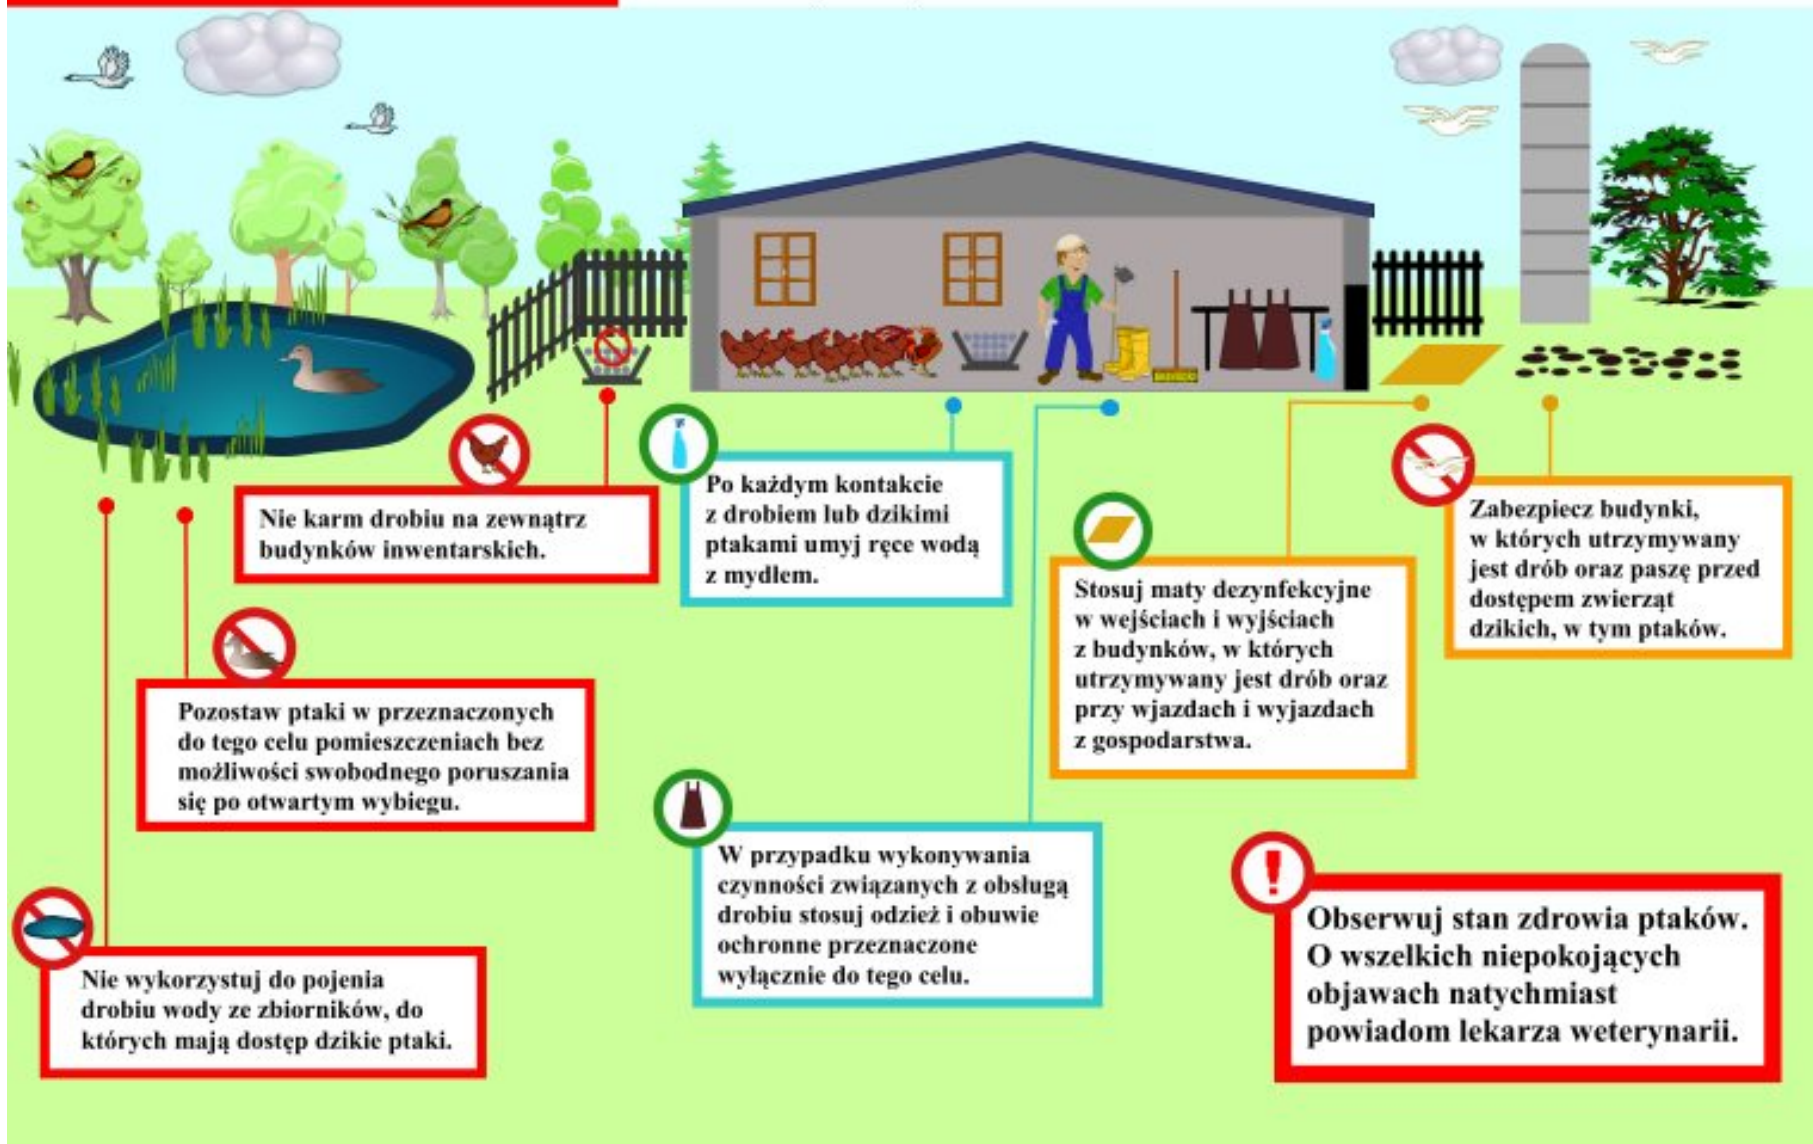 Nie karm drobiu na zewnątrz
budynków inwentarskich.
Po każdym kontakcie
z drobiem lub dzikimi
ptakami umyj ręce wodą
z mydłem.
Stosuj maty dezynfekcyjne
w wejściach i wyjściach
z budynków, w których
utrzymywany jest drób oraz
przy wjazdach i wyjazdach
z gospodarstwa.
Zabezpiecz budynki,
w których utrzymywany
jest drób oraz paszę przed
dostępem zwierząt
dzikich, w tym ptaków.
Pozostaw ptaki w przeznaczonych
do tego celu pomieszczeniach bez
możliwości swobodnego poruszania
się po otwartym wybiegu.
W przypadku wykonywania
czynności związanych z obsługą
drobiu stosuj odzież i obuwie
ochronne przeznaczone
wyłącznie do tego celu.
Nie wykorzystuj do pojenia
drobiu wody ze zbiorników, do
których mają dostęp dzikie ptaki.
Obserwuj stan zdrowia ptaków.
O wszelkich niepokojących
objawach natychmiast
powiadom lekarza weterynarii.